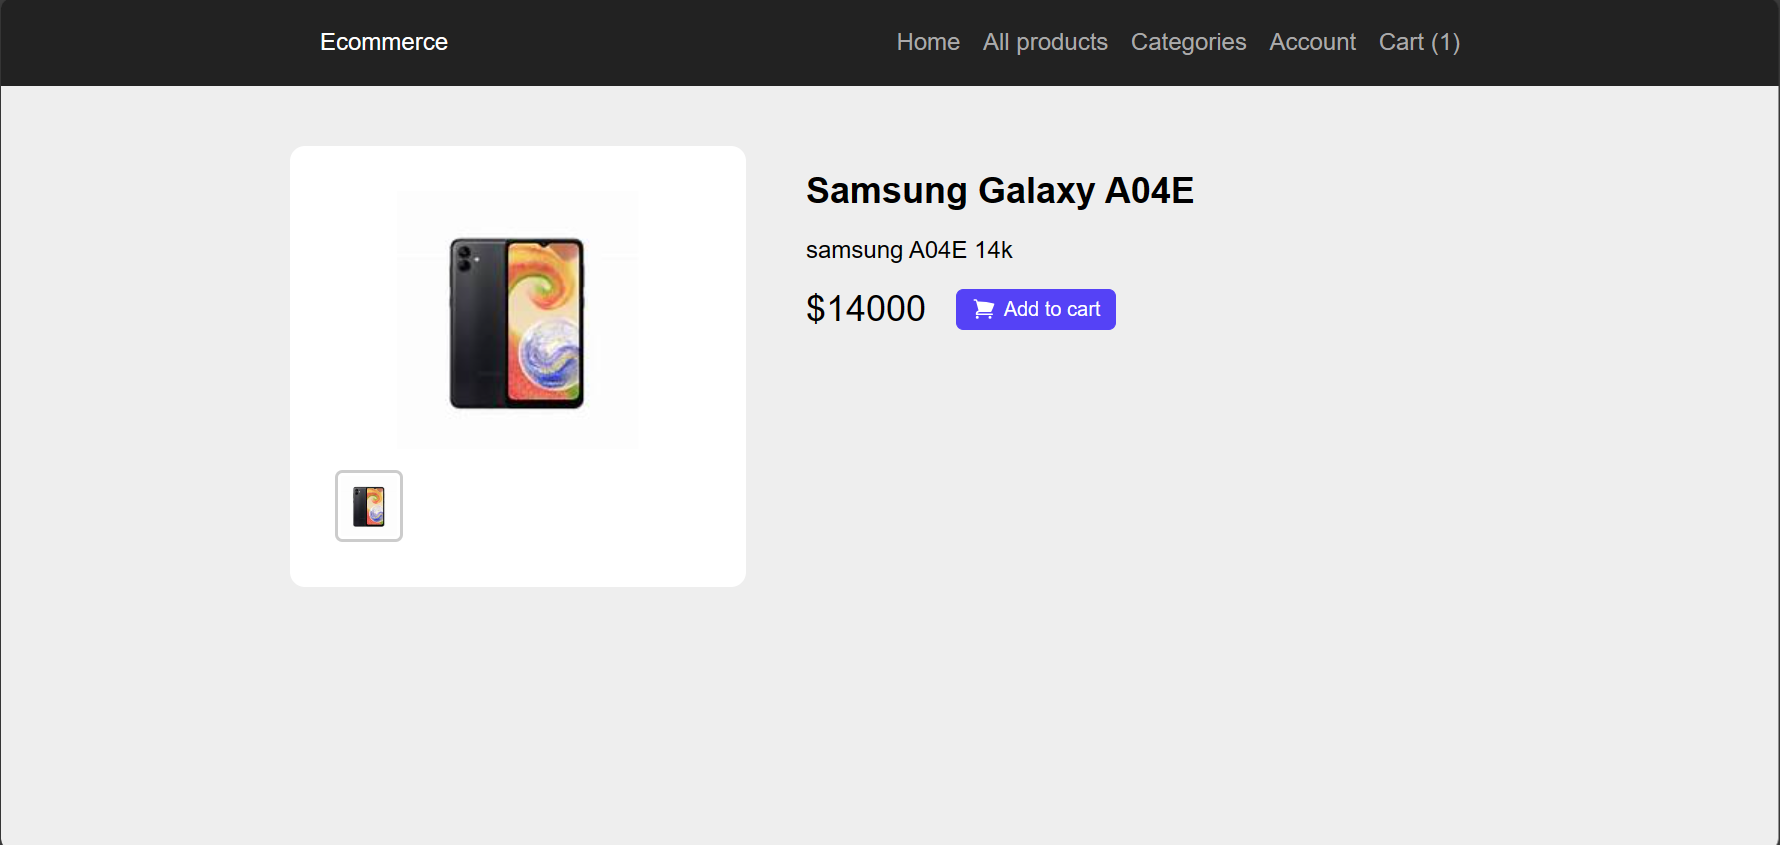 Ecommerce
Home All products Categories Account Cart (1)
Samsung Galaxy A04E
samsung A04E 14k
$14000 Add to cart